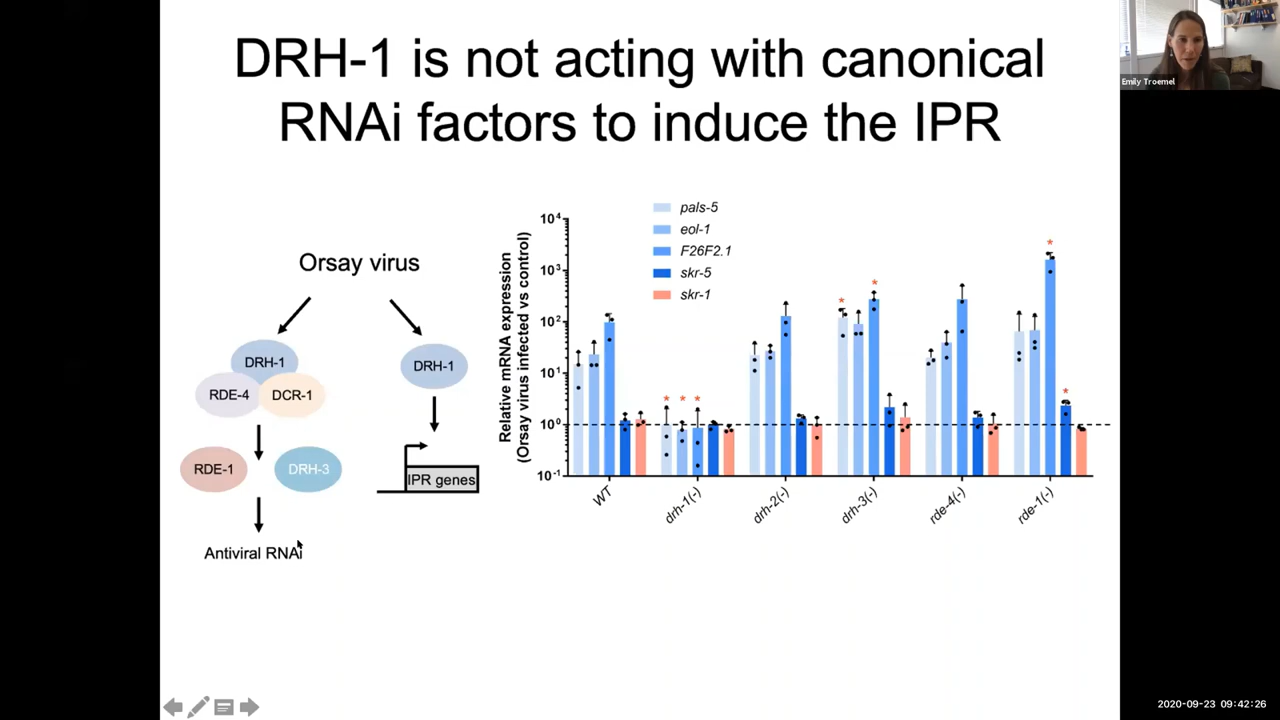 DRH-1 is not acting with canonical
RNAi factors to induce the IPR
Emily Troemel
Orsay virus
DRH-1
RDE-4
DCR-1
RDE-1
DRH-3
Antiviral RNAi
DRH-1
IPR genes
Relative mRNA expression
(Orsay virus infected vs control)
10⁴
10³
10²
10¹
10⁰
10⁻¹
pals-5
eol-1
F26F2.1
skr-5
skr-1
* * * * * * *
WT
drh-1(-)
drh-2(-)
drh-3(-)
rde-4(-)
rde-1(-)
2020-09-23 09:42:26